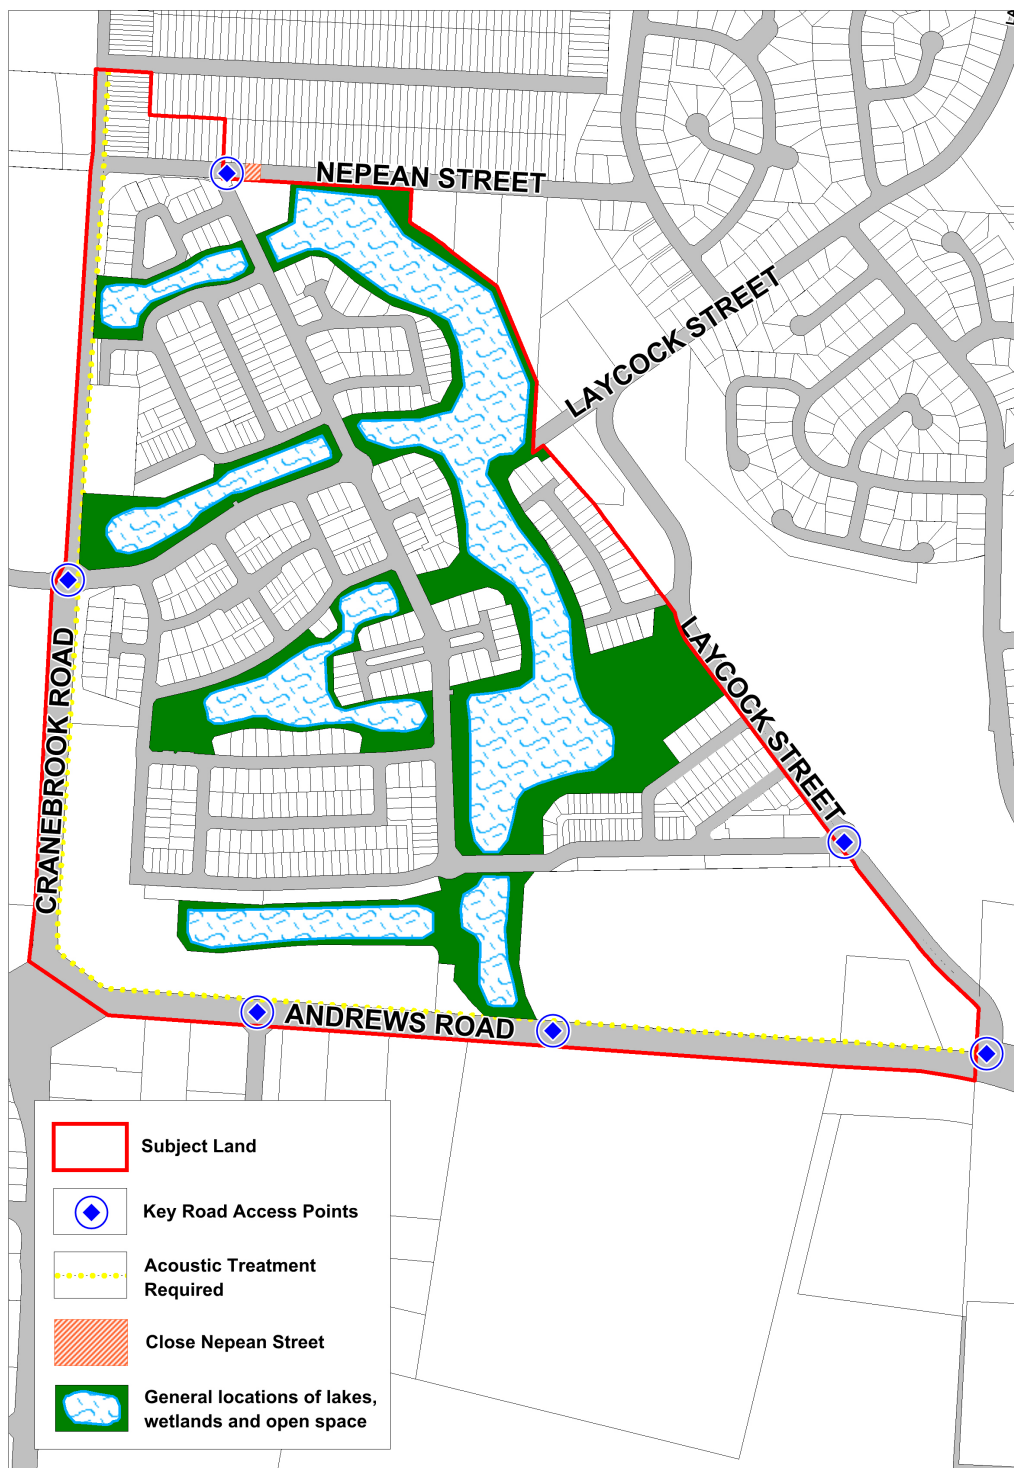 NEPEAN STREET
LAYCOCK STREET
LAYCOCK STREET
CRANEBROOK ROAD
ANDREWS ROAD
Subject Land
Key Road Access Points
Acoustic Treatment
Required
Close Nepean Street
General locations of lakes,
wetlands and open space